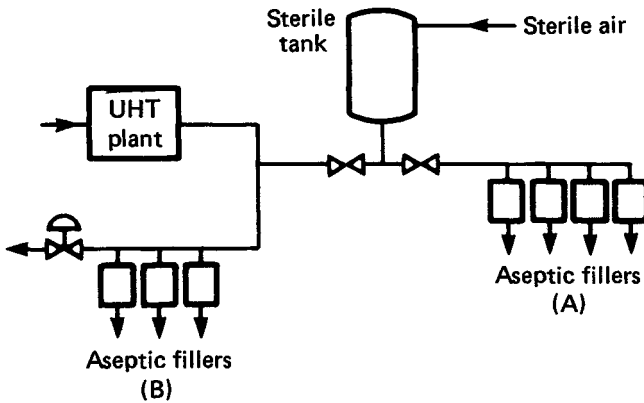 Sterile
tank
Sterile air
UHT
plant
Aseptic fillers
(A)
Aseptic fillers
(B)